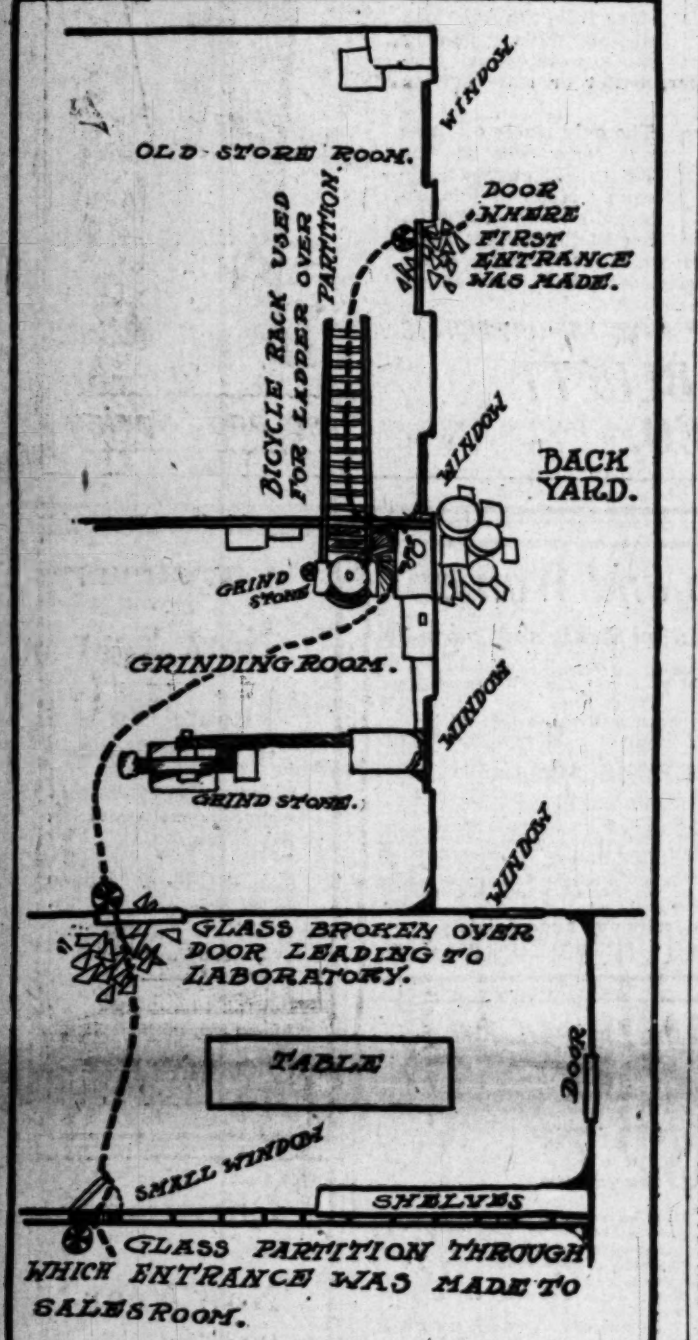 WINDOW
OLD STORE ROOM.
DOOR
WHERE
FIRST
ENTRANCE
WAS MADE.
BICYCLE RACK USED
FOR LADDER OVER
PARTITION.
WINDOW
BACK
YARD.
GRIND
STONE
GRINDING ROOM.
WINDOW
GRIND STONE.
WINDOW
GLASS BROKEN OVER
DOOR LEADING TO
LABORATORY.
TABLE
DOOR
SMALL WINDOW
SHELVES
GLASS PARTITION THROUGH
WHICH ENTRANCE WAS MADE TO
SALESROOM.